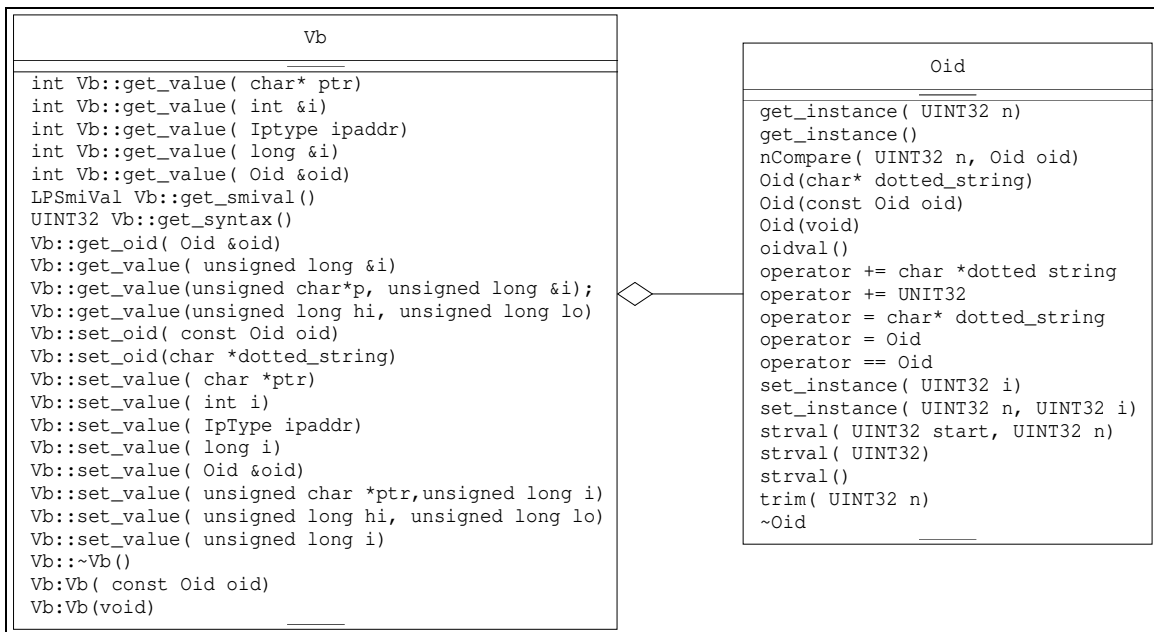 Vb
int Vb::get_value( char* ptr)
int Vb::get_value( int &i)
int Vb::get_value( Iptype ipaddr)
int Vb::get_value( long &i)
int Vb::get_value( Oid &oid)
LPSmiVal Vb::get_smival()
UINT32 Vb::get_syntax()
Vb::get_oid( Oid &oid)
Vb::get_value( unsigned long &i)
Vb::get_value(unsigned char*p, unsigned long &i);
Vb::get_value(unsigned long hi, unsigned long lo)
Vb::set_oid( const Oid oid)
Vb::set_oid(char *dotted_string)
Vb::set_value( char *ptr)
Vb::set_value( int i)
Vb::set_value( IpType ipaddr)
Vb::set_value( long i)
Vb::set_value( Oid &oid)
Vb::set_value( unsigned char *ptr,unsigned long i)
Vb::set_value( unsigned long hi, unsigned long lo)
Vb::set_value( unsigned long i)
Vb::~Vb()
Vb:Vb( const Oid oid)
Vb:Vb(void)
Oid
get_instance( UINT32 n)
get_instance()
nCompare( UINT32 n, Oid oid)
Oid(char* dotted_string)
Oid(const Oid oid)
Oid(void)
oidval()
operator += char *dotted string
operator += UNIT32
operator = char* dotted_string
operator = Oid
operator == Oid
set_instance( UINT32 i)
set_instance( UINT32 n, UINT32 i)
strval( UINT32 start, UINT32 n)
strval( UINT32)
strval()
trim( UINT32 n)
~Oid